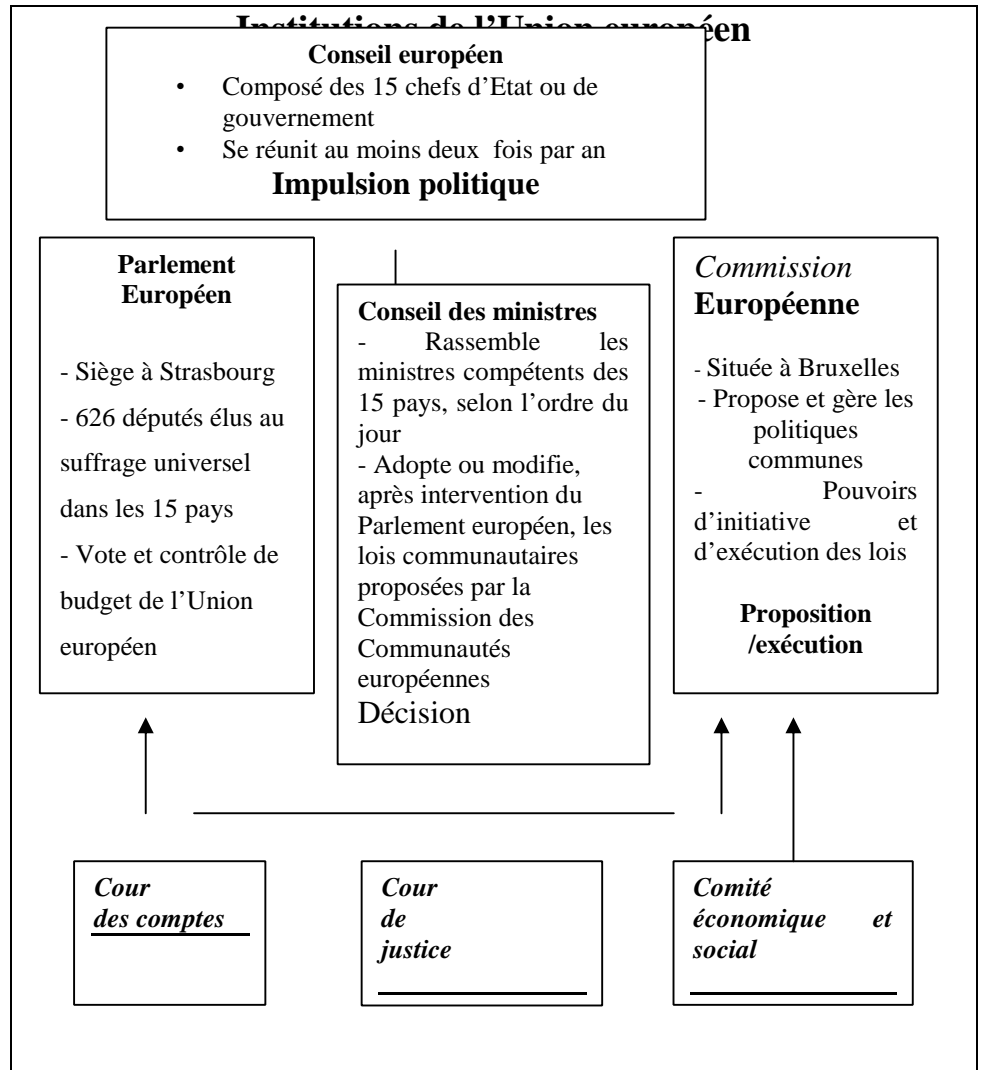 Institutions de l'Union européen
Conseil européen
• Composé des 15 chefs d'Etat ou de
gouvernement
• Se réunit au moins deux fois par an
Impulsion politique
Parlement
Européen
- Siège à Strasbourg
- 626 députés élus au
suffrage universel
dans les 15 pays
- Vote et contrôle de
budget de l'Union
européen
Conseil des ministres
- Rassemble les
ministres compétents des
15 pays, selon l'ordre du
jour
- Adopte ou modifie,
après intervention du
Parlement européen, les
lois communautaires
proposées par la
Commission des
Communautés
européennes
Décision
Commission
Européenne
- Située à Bruxelles
- Propose et gère les
politiques
communes
- Pouvoirs
d'initiative et
d'exécution des lois
Proposition
/exécution
Cour
des comptes
Cour
de
justice
Comité
économique et
social